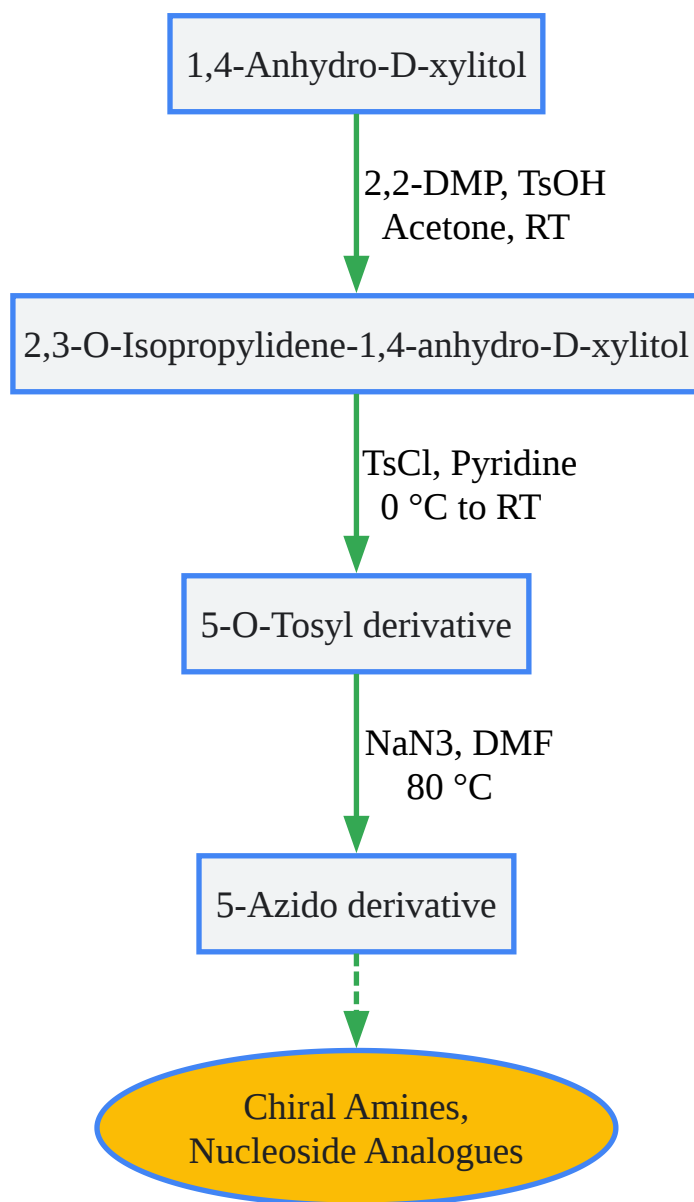 1,4-Anhydro-D-xylitol
2,2-DMP, TsOH
Acetone, RT
2,3-O-Isopropylidene-1,4-anhydro-D-xylitol
TsCl, Pyridine
0 °C to RT
5-O-Tosyl derivative
NaN3, DMF
80 °C
5-Azido derivative
Chiral Amines,
Nucleoside Analogues